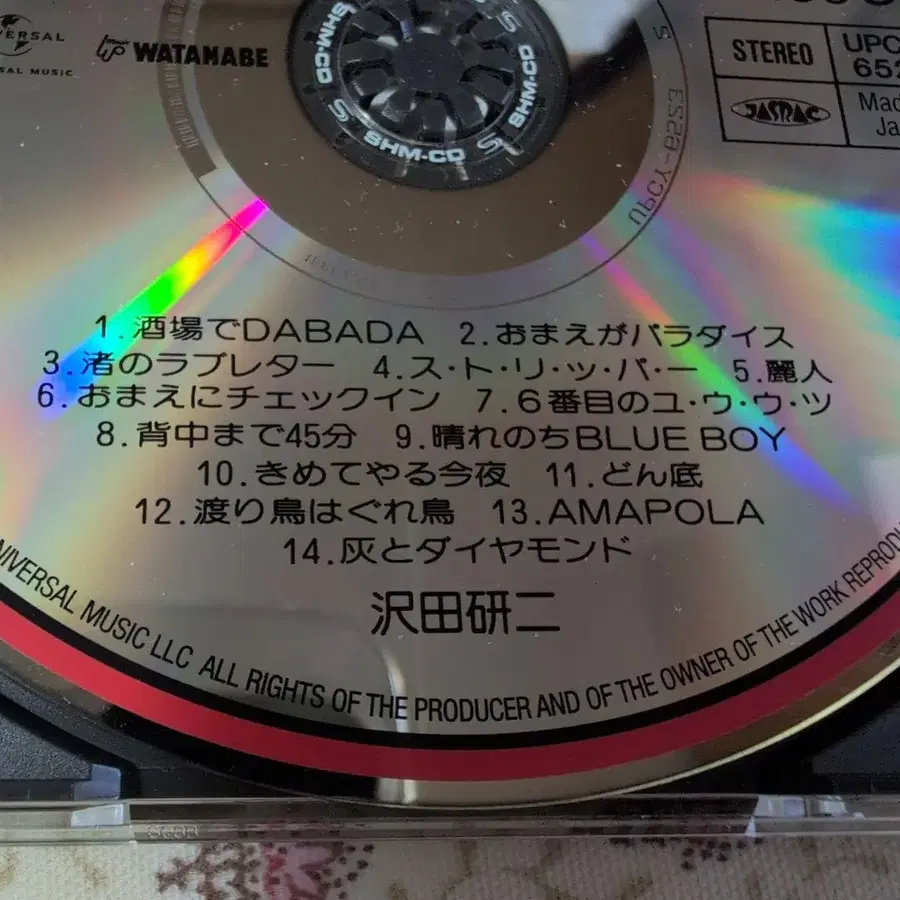 UNIVERSAL MUSIC
WATANABE
SHM-CD
SHM-CD
SHM-CD
STEREO
UPC
652
JASRAC
Mad
Ja
UPCY-6523
1.酒場でDABADA 2.おまえがパラダイス
3.渚のラブレター 4.ス・ト・リ・ッ・パ・ー 5.麗人
6.おまえにチェックイン 7.6番目のユ・ウ・ウ・ツ
8.背中まで45分 9.晴れのちBLUE BOY
10.きめてやる今夜 11.どん底
12.渡り鳥はぐれ鳥 13.AMAPOLA
14.灰とダイヤモンド
沢田研二
NIVERSAL MUSIC LLC ALL RIGHTS OF THE PRODUCER AND OF THE OWNER OF THE WORK REPRODU